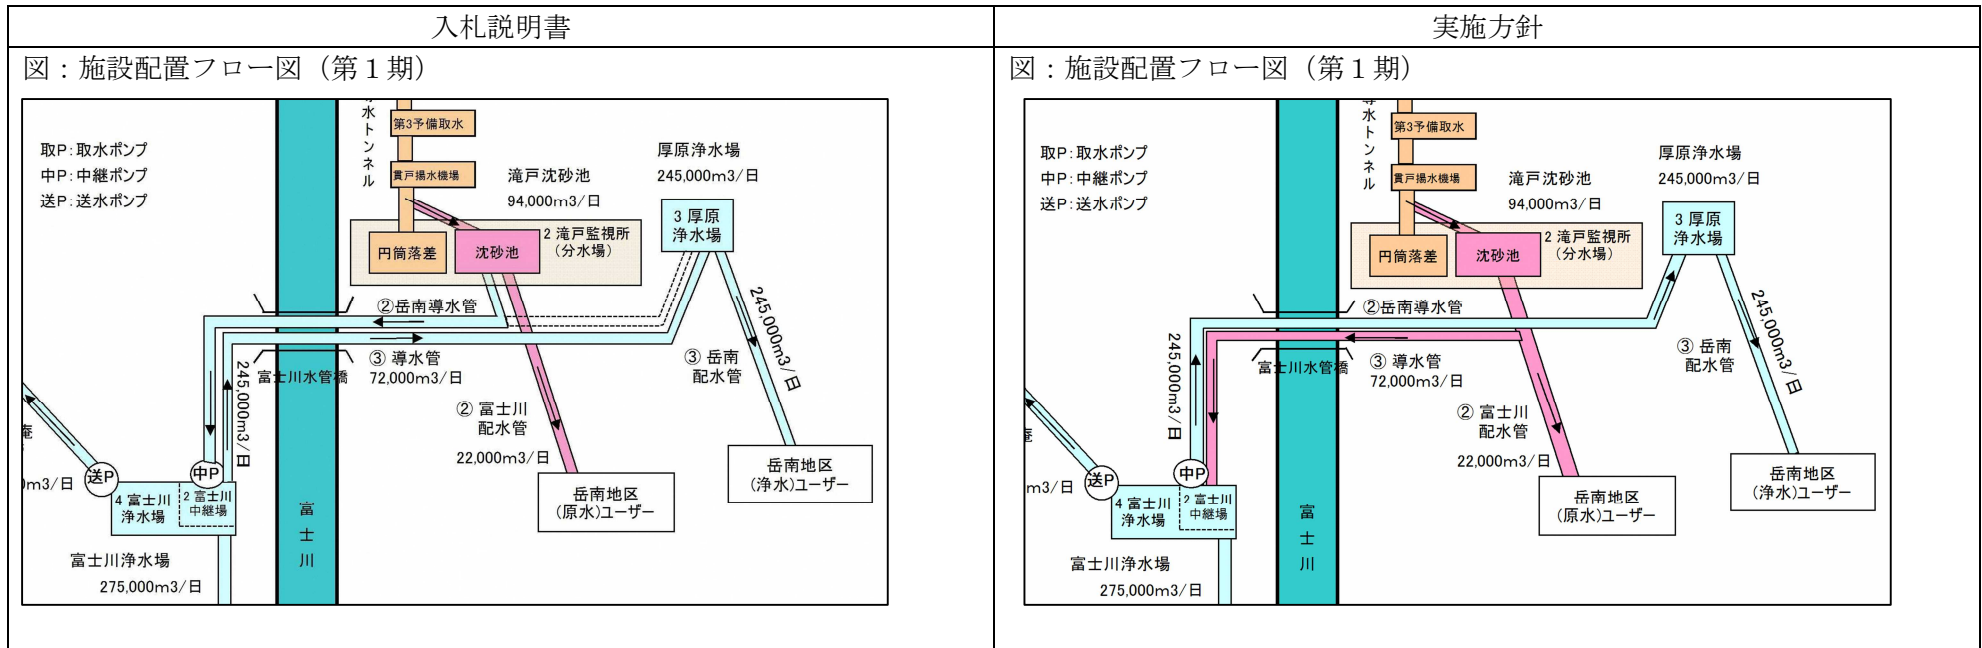 入札説明書
図：施設配置フロー図（第１期）
取P：取水ポンプ
中P：中継ポンプ
送P：送水ポンプ
水トンネル
第3予備取水
貫戸揚水機場
滝戸沈砂池
94,000m3/日
厚原浄水場
245,000m3/日
3 厚原
浄水場
円筒落差
沈砂池
2 滝戸監視所
（分水場）
②岳南導水管
③ 導水管
72,000m3/日
富士川水管橋
245,000m3/日
245,000m3/日
③ 岳南
配水管
② 富士川
配水管
22,000m3/日
岳南地区
（浄水）ユーザー
岳南地区
（原水）ユーザー
m3/日
送P
中P
4 富士川
浄水場
2 富士川
中継場
富士川浄水場
275,000m3/日
富士川
実施方針
図：施設配置フロー図（第１期）
取P：取水ポンプ
中P：中継ポンプ
送P：送水ポンプ
水トンネル
第3予備取水
貫戸揚水機場
滝戸沈砂池
94,000m3/日
厚原浄水場
245,000m3/日
3 厚原
浄水場
円筒落差
沈砂池
2 滝戸監視所
（分水場）
②岳南導水管
③ 導水管
72,000m3/日
富士川水管橋
245,000m3/日
245,000m3/日
③ 岳南
配水管
② 富士川
配水管
22,000m3/日
岳南地区
（浄水）ユーザー
岳南地区
（原水）ユーザー
m3/日
送P
中P
4 富士川
浄水場
2 富士川
中継場
富士川浄水場
275,000m3/日
富士川